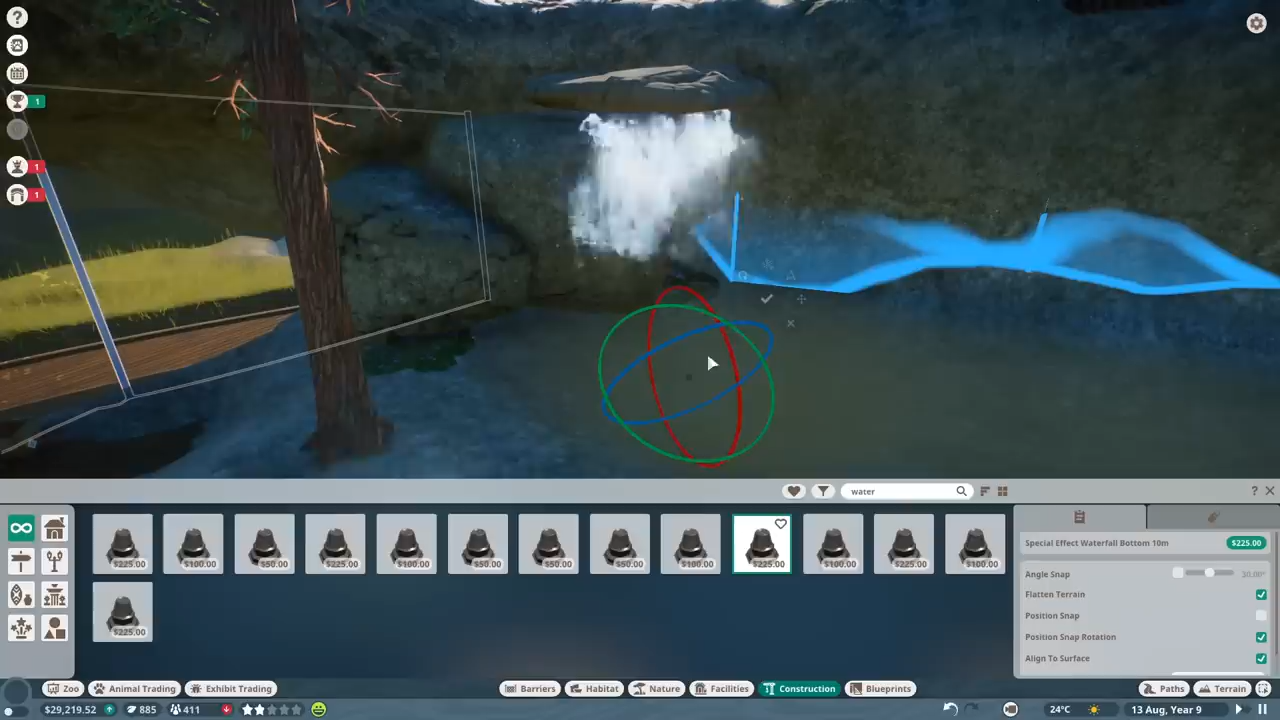 ?
1
1
1
water
?
$225.00 $100.00 $50.00 $225.00 $100.00 $50.00 $50.00 $50.00 $100.00 $225.00 $100.00 $225.00 $100.00
$225.00
Special Effect Waterfall Bottom 10m $225.00
Angle Snap 30.00°
Flatten Terrain
Position Snap
Position Snap Rotation
Align To Surface
Zoo Animal Trading Exhibit Trading Barriers Habitat Nature Facilities Construction Blueprints Paths Terrain
$29,219.52 885 411 24°C 13 Aug, Year 9